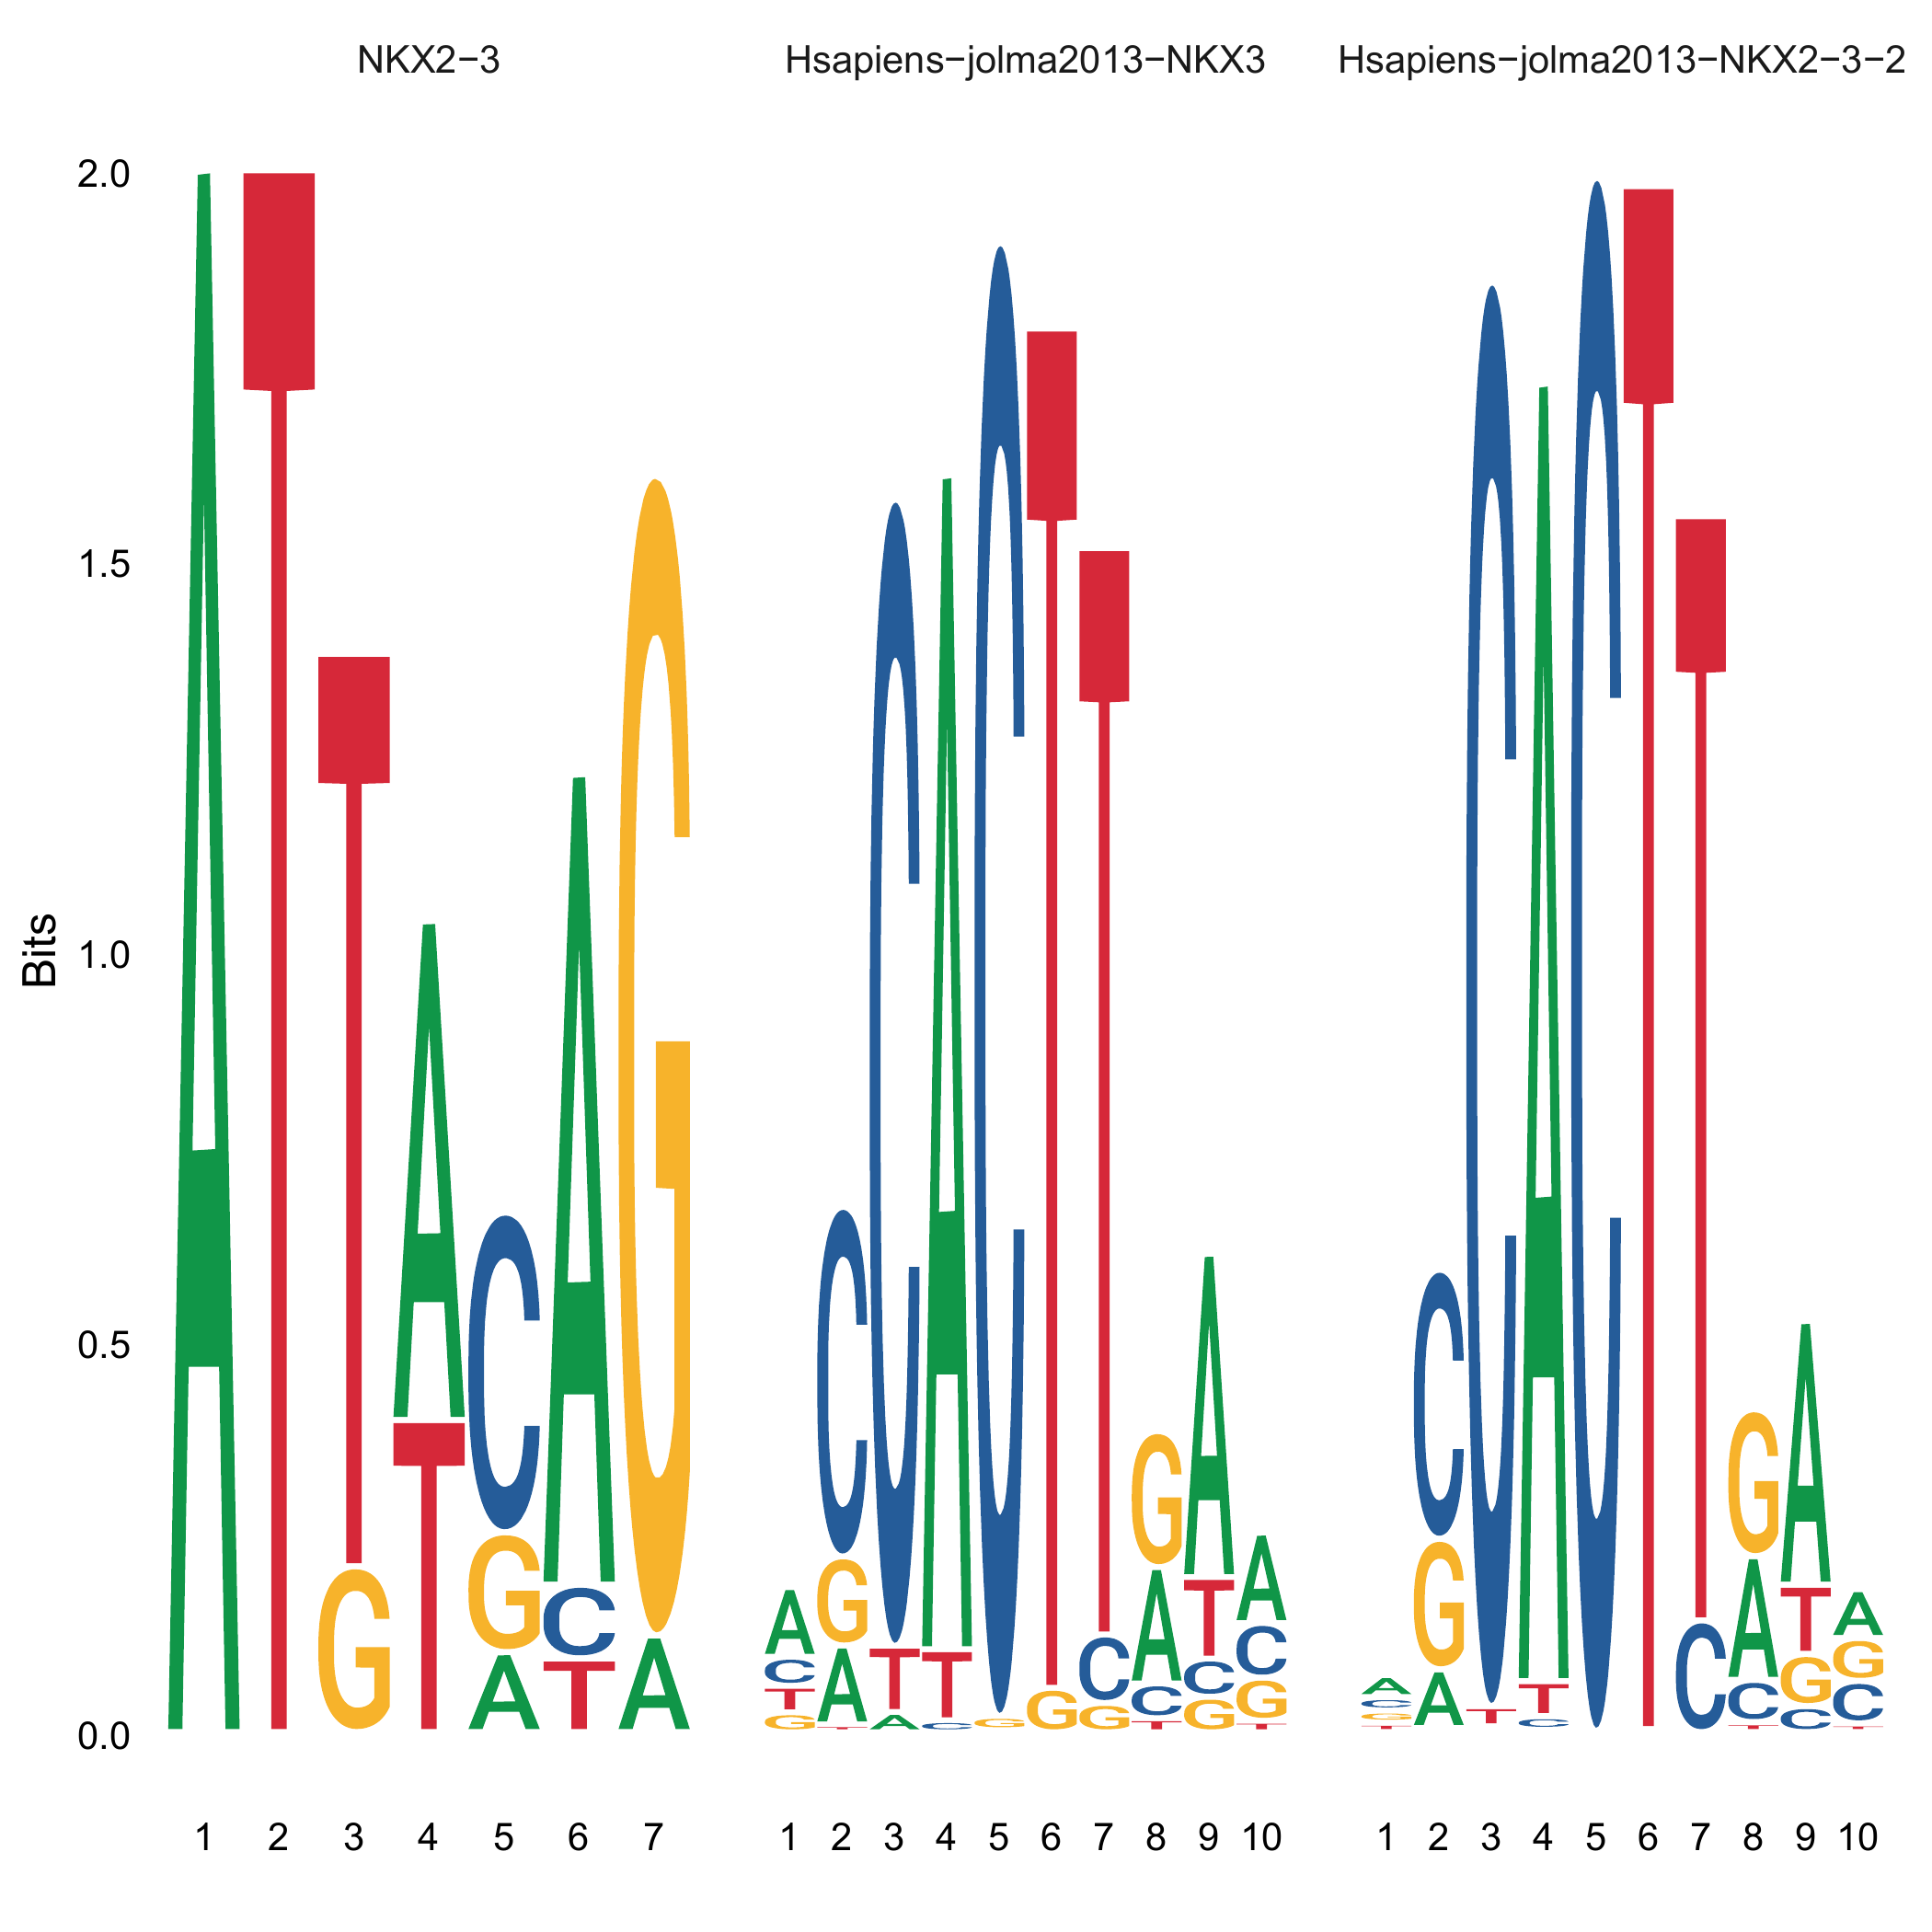 NKX2−3 Hsapiens−jolma2013−NKX3 Hsapiens−jolma2013−NKX2−3−2
2.0
1.5
1.0
0.5
0.0
Bits
A T T G A T C G A A C T G A
A C T G C G A T C T A A T C C G T G T C G G A C T A T C G A C G T
A C G T C G A C T A T C C T T C G A C T A T G C A G C T
1 2 3 4 5 6 7 1 2 3 4 5 6 7 8 9 10 1 2 3 4 5 6 7 8 9 10